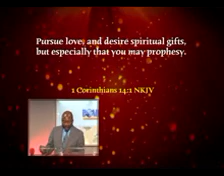 Pursue love, and desire spiritual gifts,
but especially that you may prophesy.
1 Corinthians 14:1 NKJV